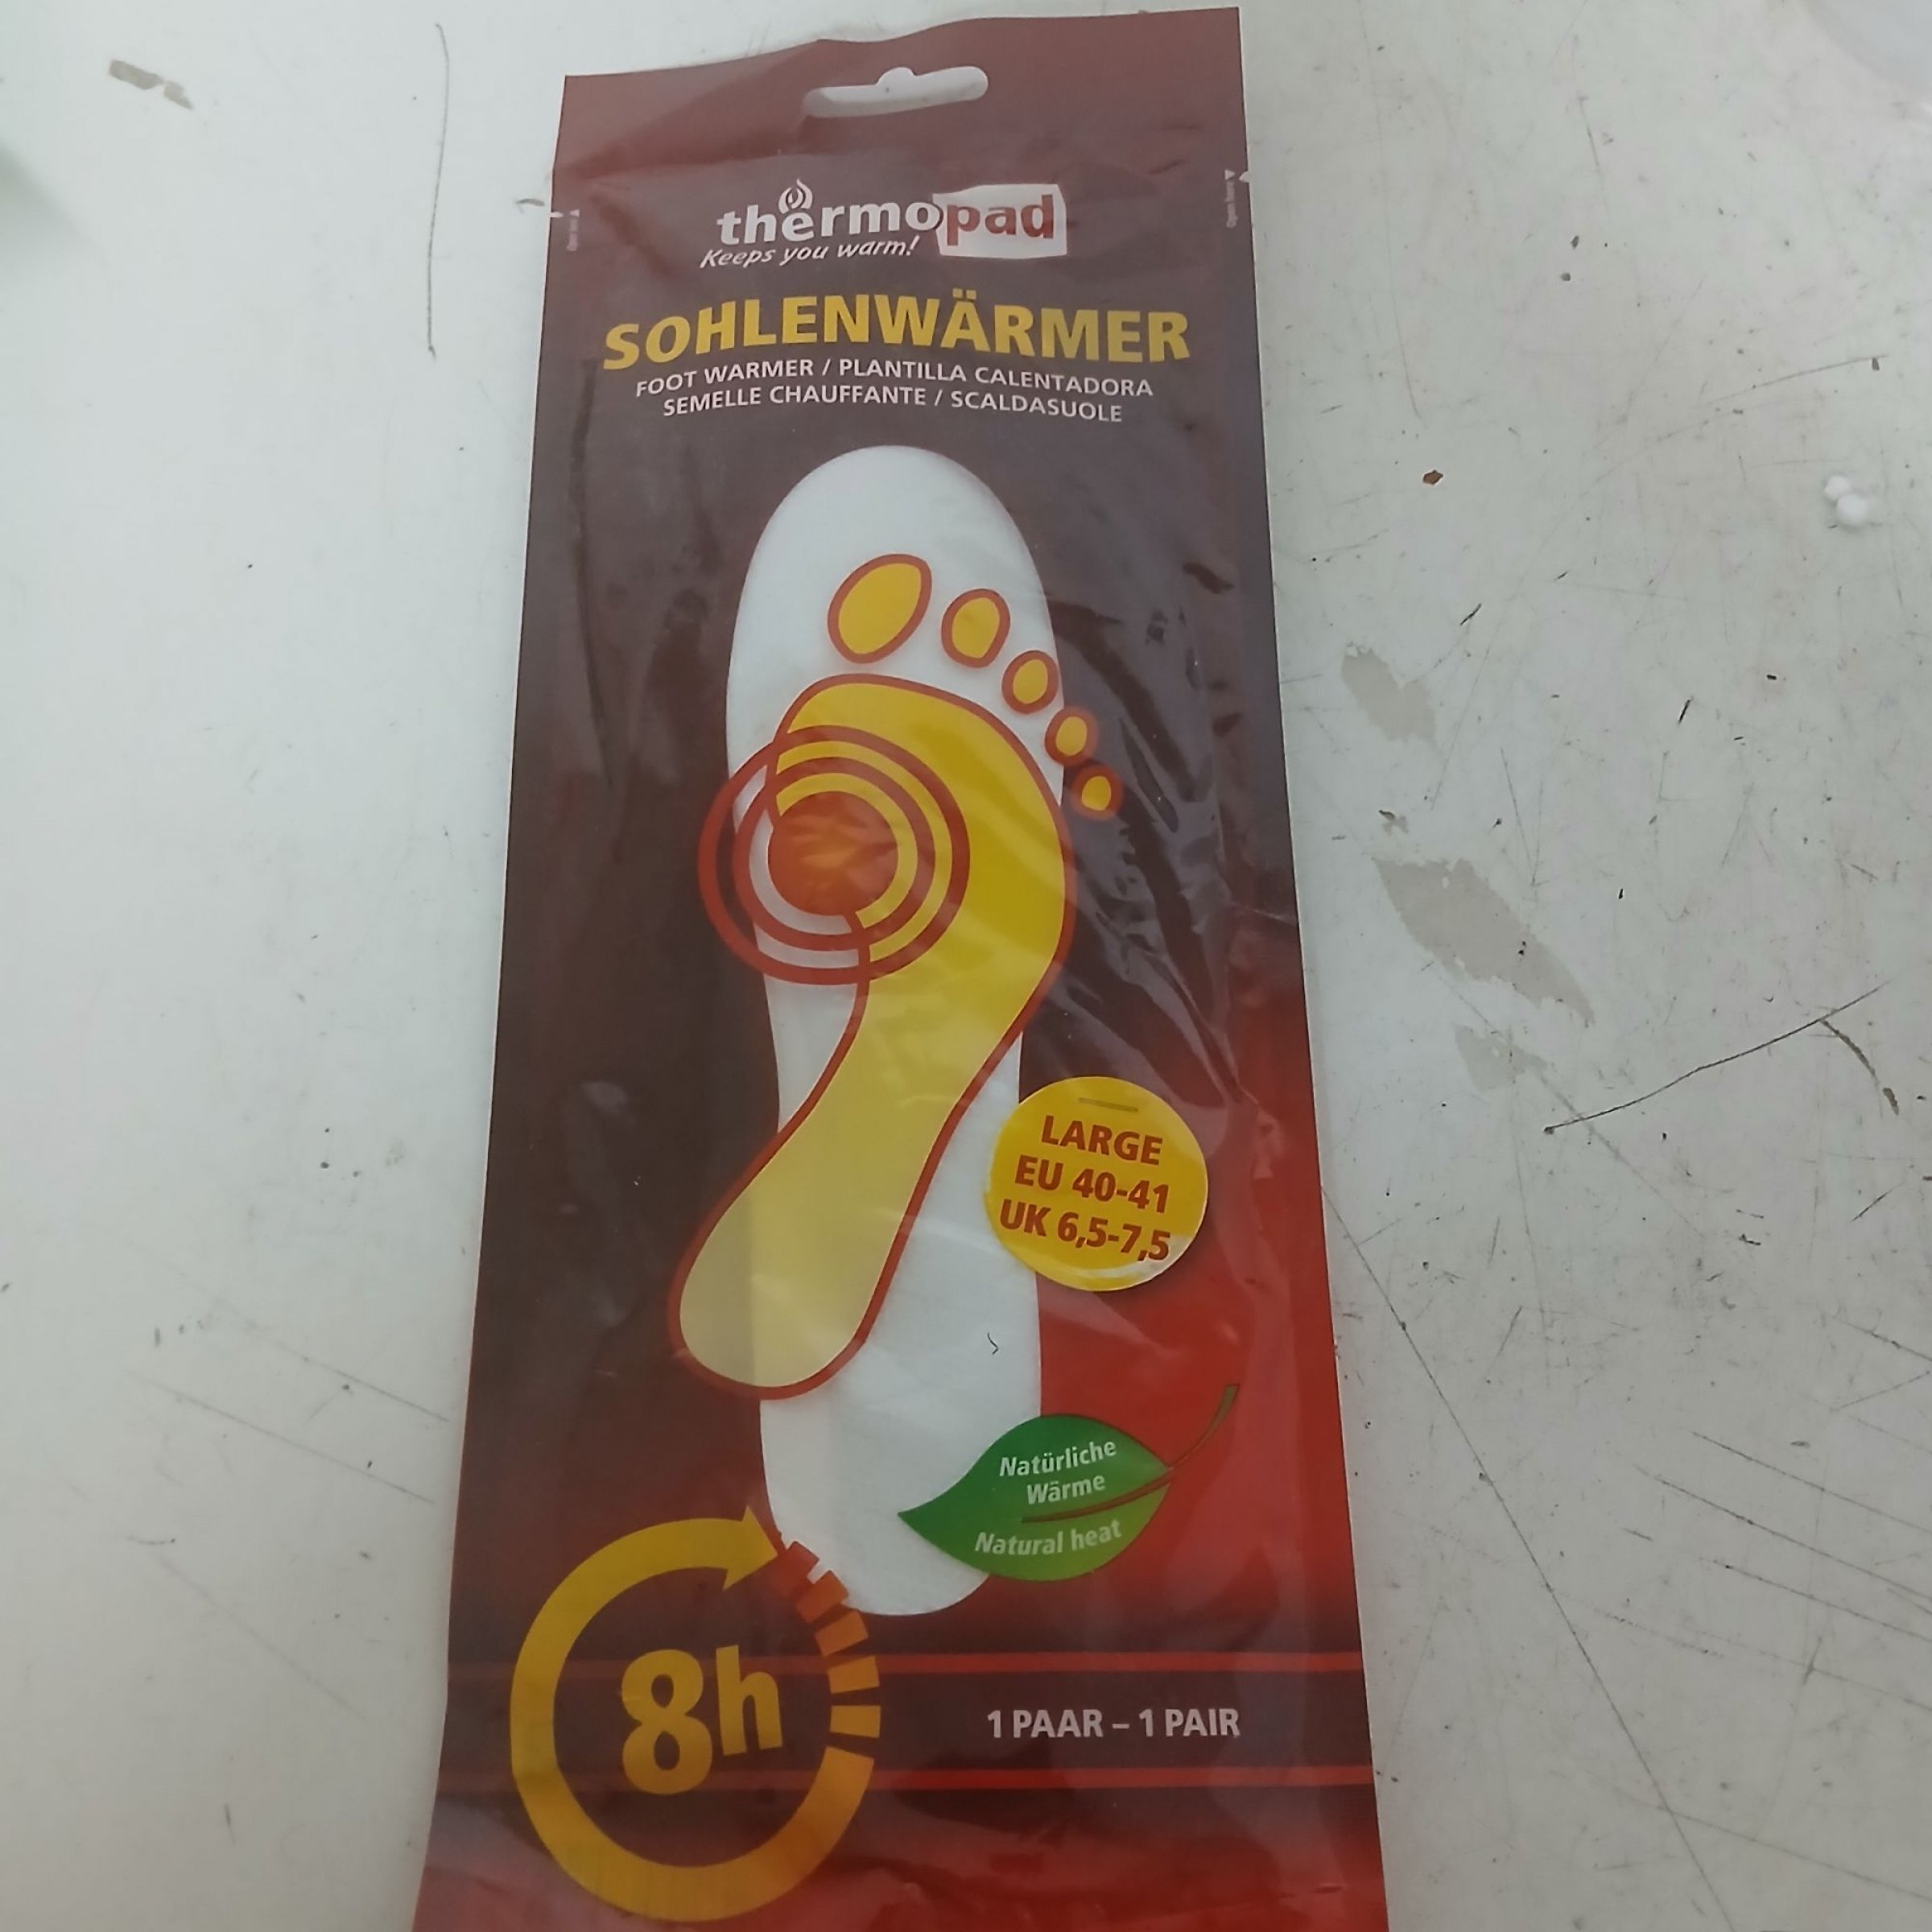 thermopad
Keeps you warm!
SOHLENWÄRMER
FOOT WARMER / PLANTILLA CALENTADORA
SEMELLE CHAUFFANTE / SCALDASUOLE
LARGE
EU 40-41
UK 6,5-7,5
Natürliche
Wärme
Natural heat
8h
1 PAAR – 1 PAIR